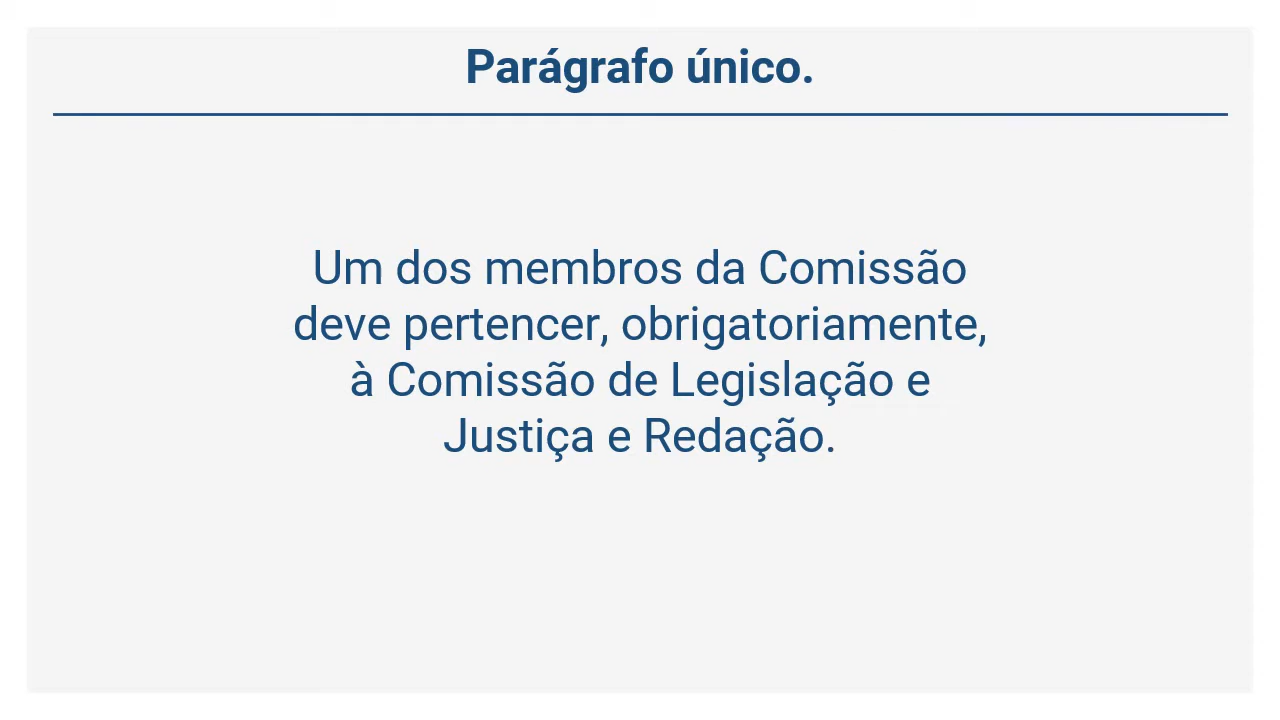 Parágrafo único.
Um dos membros da Comissão
deve pertencer, obrigatoriamente,
à Comissão de Legislação e
Justiça e Redação.